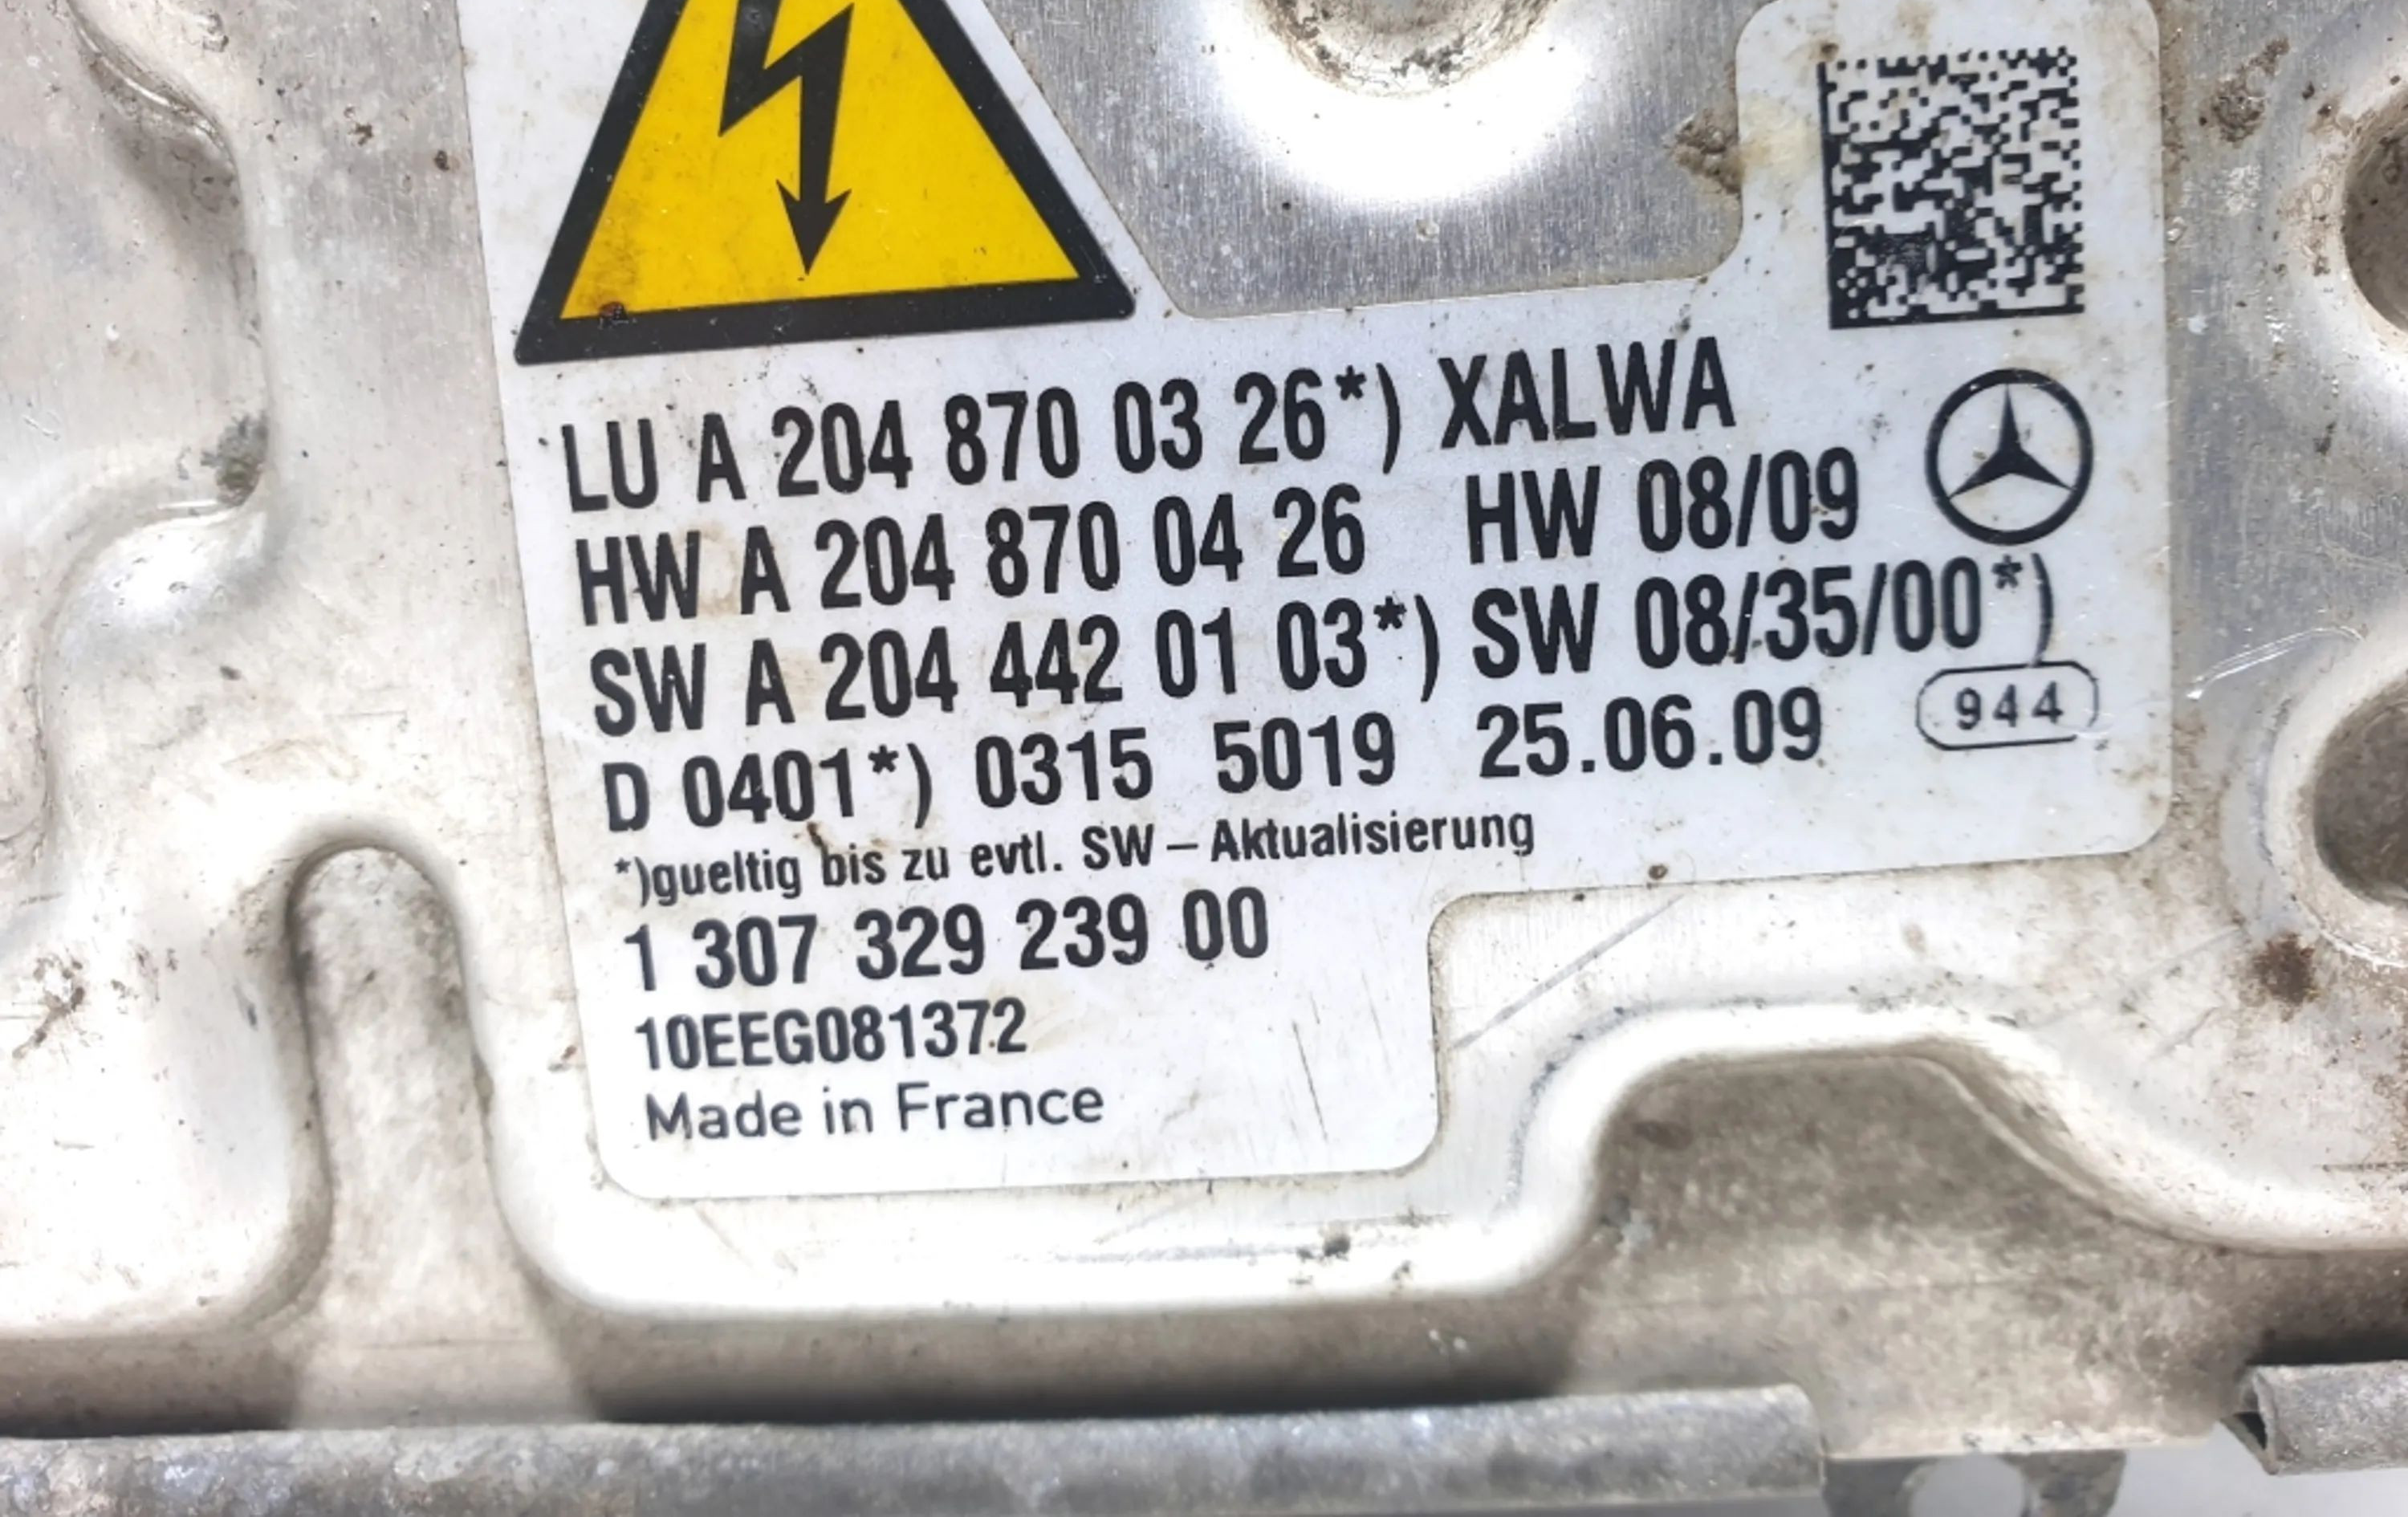 LU A 204 870 03 26*) XALWA
HW A 204 870 04 26 HW 08/09
SW A 204 442 01 03*) SW 08/35/00*)
D 0401*) 0315 5019 25.06.09 944
*)gueltig bis zu evtl. SW – Aktualisierung
1 307 329 239 00
10EEG081372
Made in France